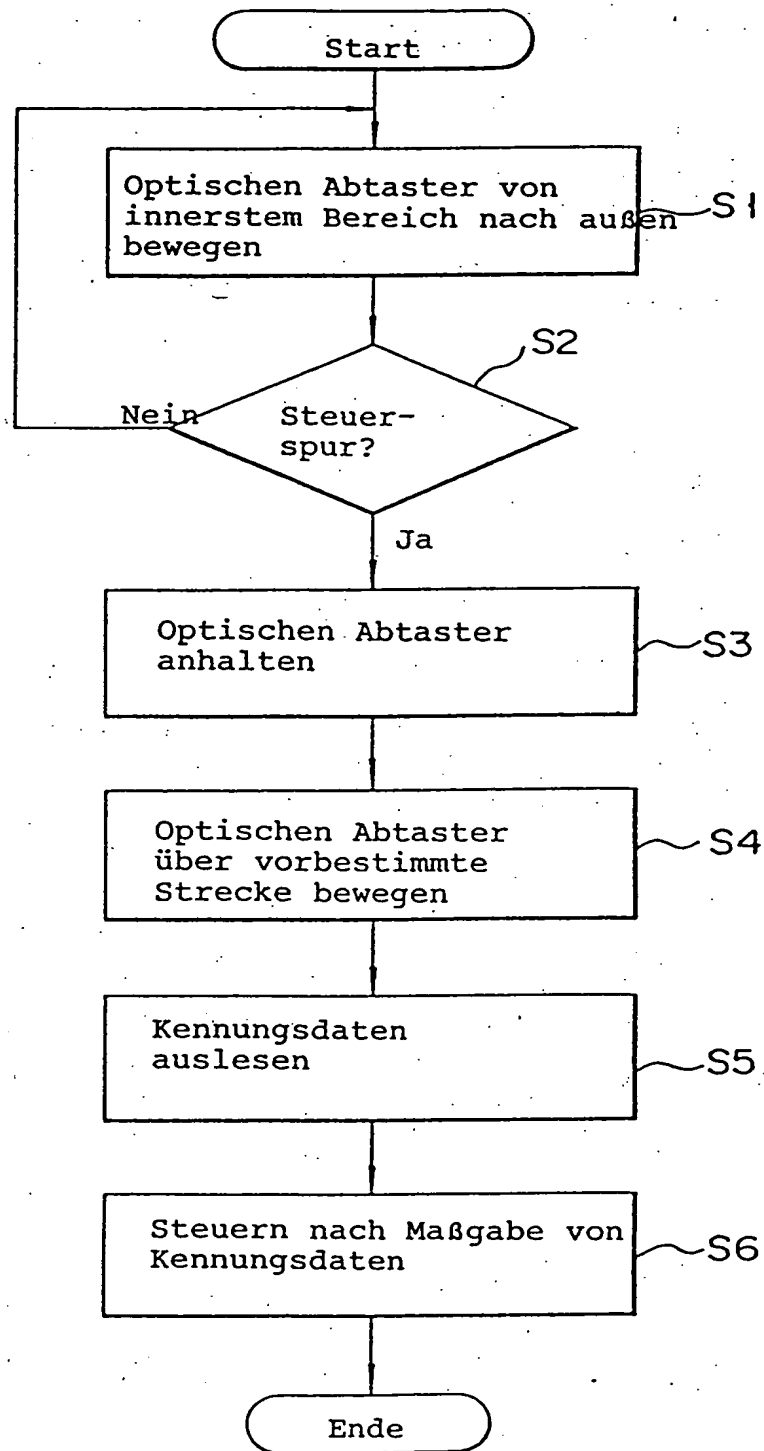 Start
Optischen Abtaster von
innerstem Bereich nach außen
bewegen
S1
S2
Nein
Steuer-
spur?
Ja
Optischen Abtaster
anhalten
S3
Optischen Abtaster
über vorbestimmte
Strecke bewegen
S4
Kennungsdaten
auslesen
S5
Steuern nach Maßgabe von
Kennungsdaten
S6
Ende